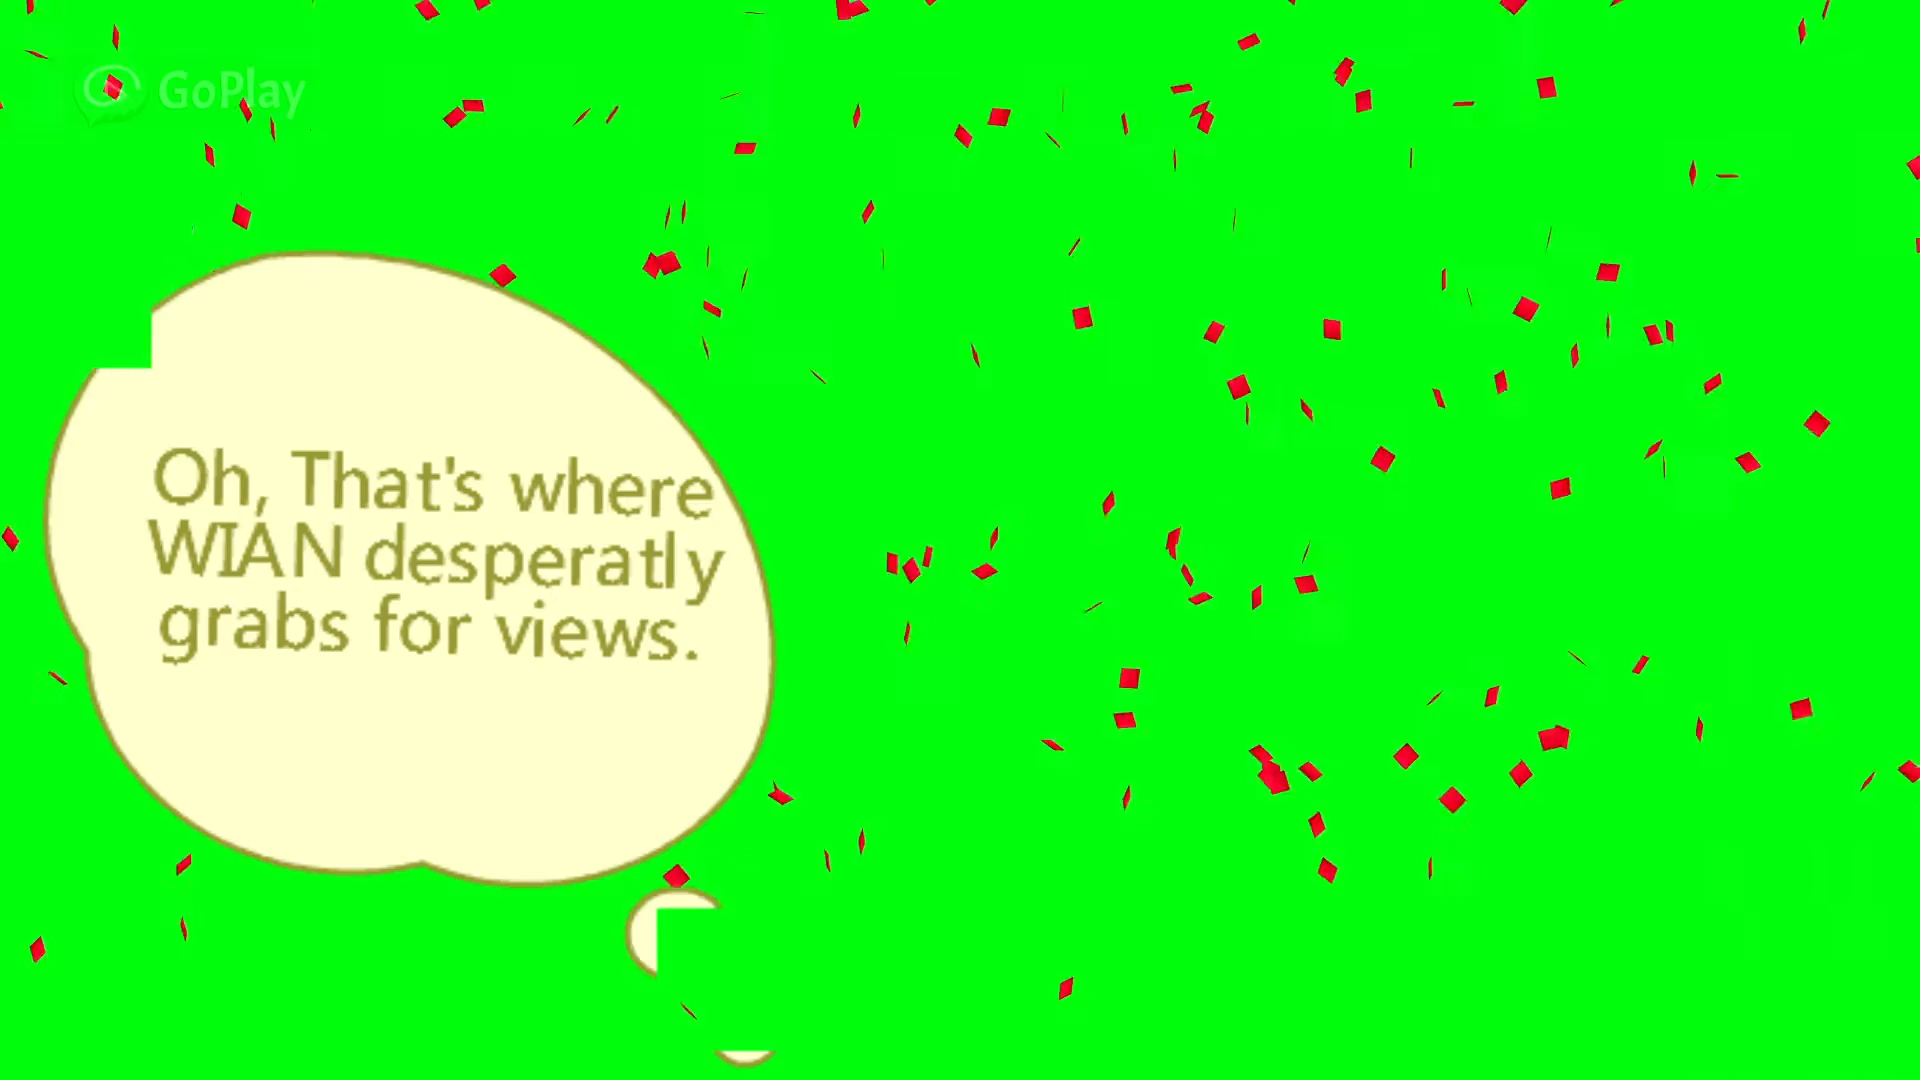 GoPlay
Oh, That's where
WIAN desperatly
grabs for views.